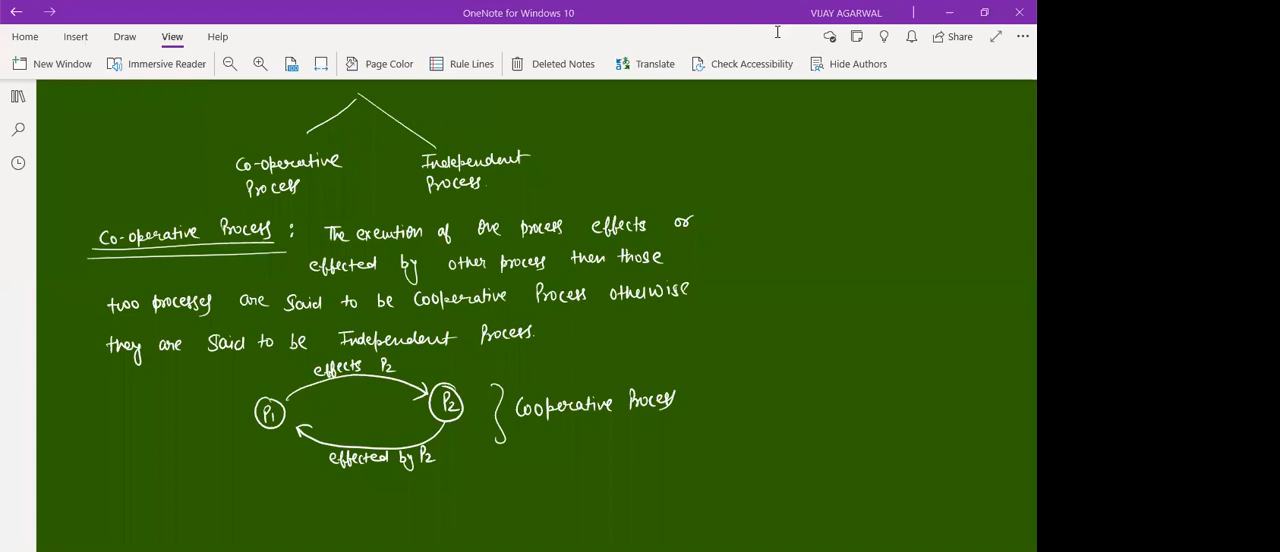 OneNote for Windows 10
VIJAY AGARWAL
Home Insert Draw View Help
Share
New Window Immersive Reader Page Color Rule Lines Deleted Notes Translate Check Accessibility Hide Authors
Co-operative Process
Independent Process.
Co-operative Process : The exention of one process effects or
effected by other process then those
two processes are said to be Cooperative Process otherwise
they are said to be Independent Process.
effects P2
P1
P2
Cooperative Process
effected by P2